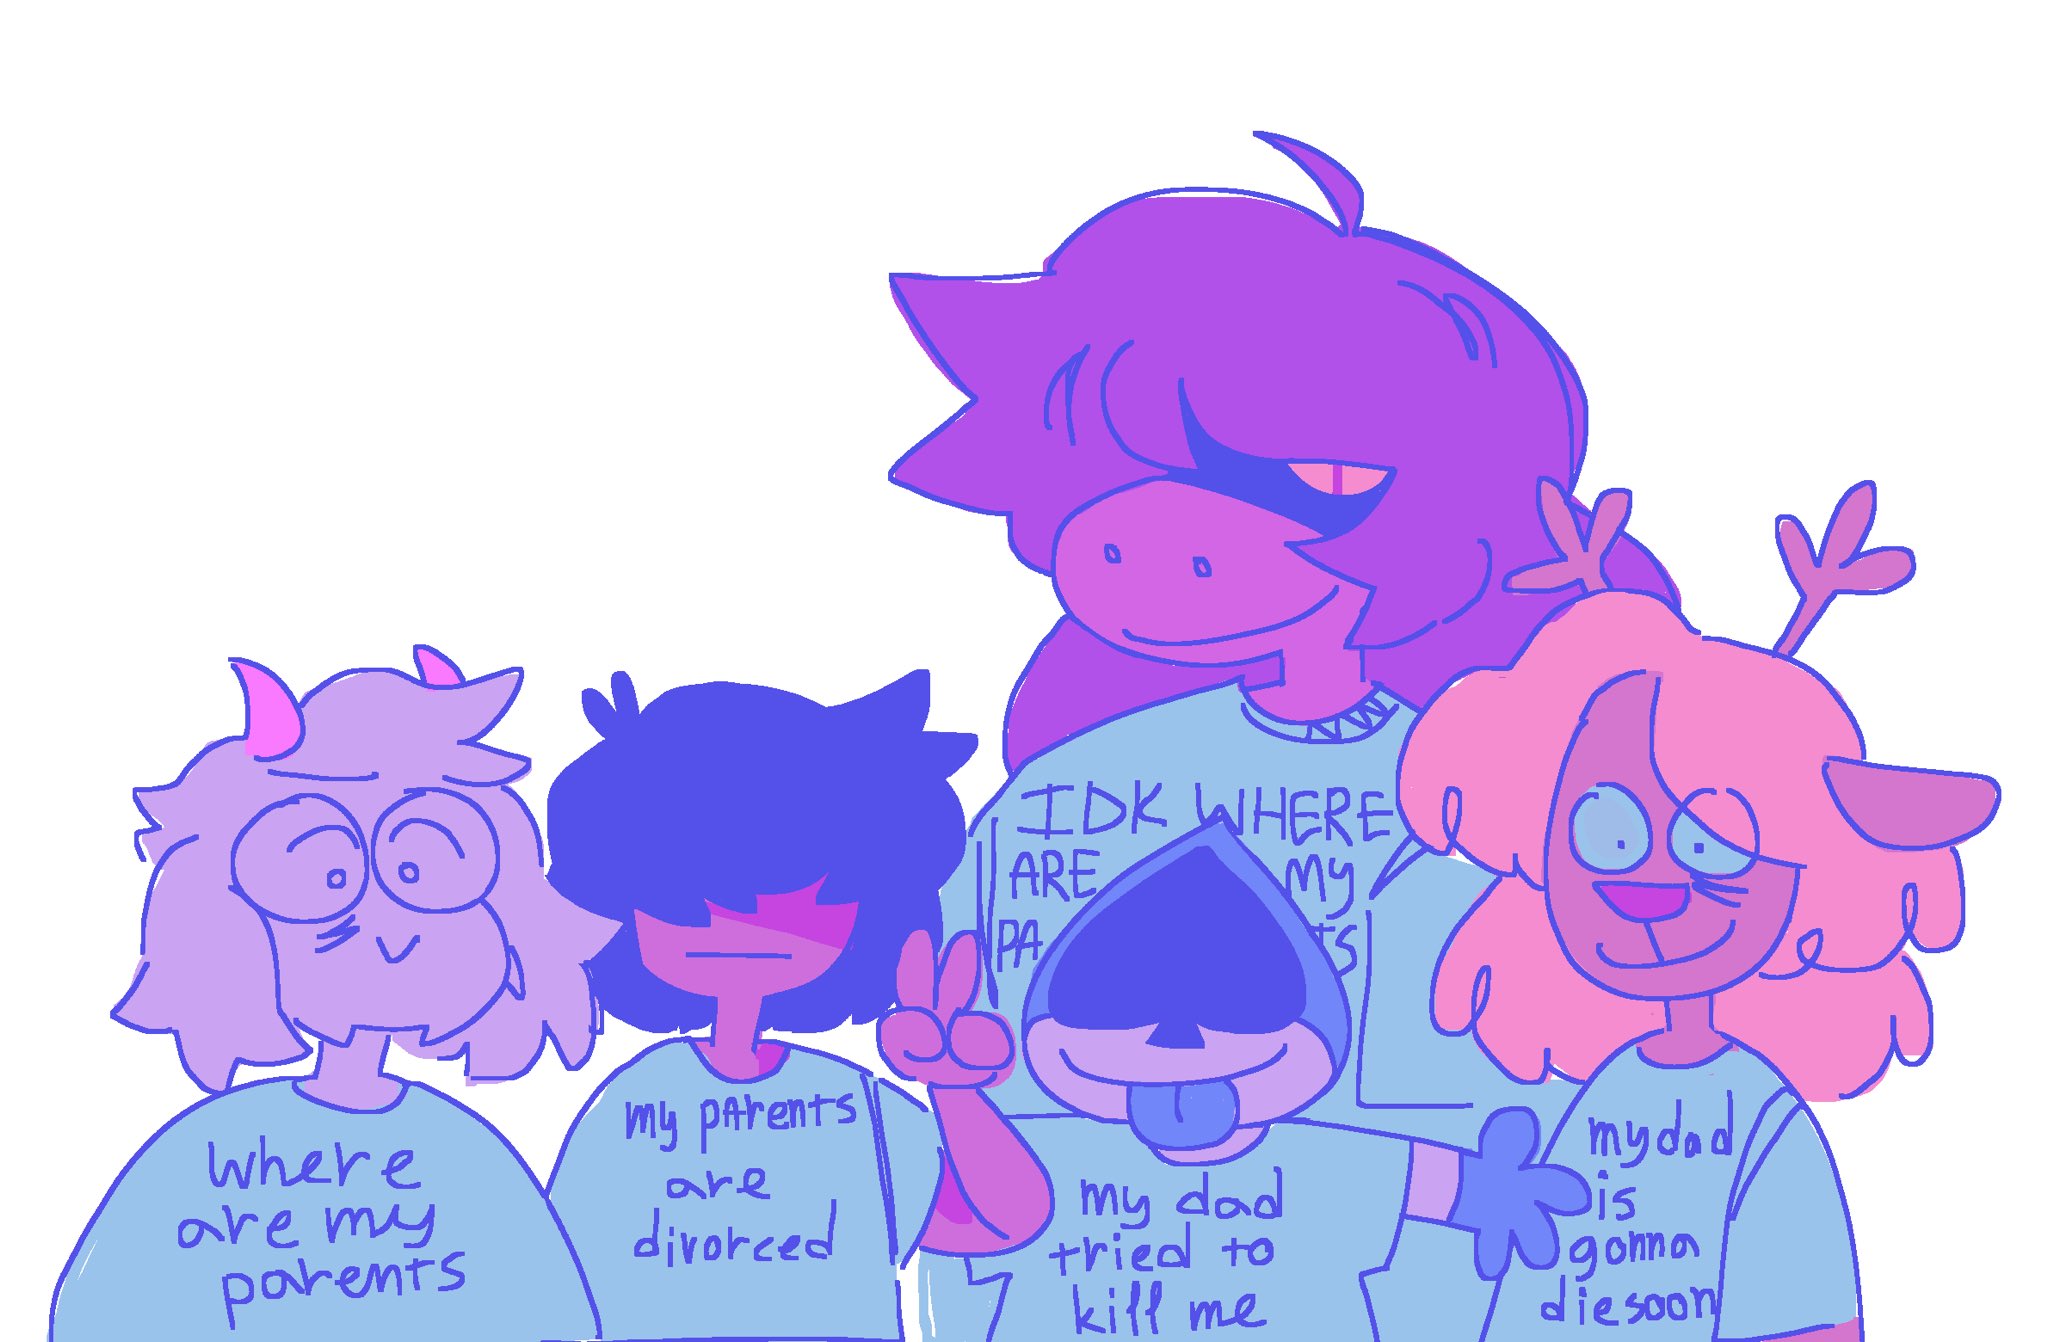 where
are my
parents
my parents
are
divorced
IDK WHERE
ARE MY
PA TS
my dad
tried to
kill me
my dad
is
gonna
die soon